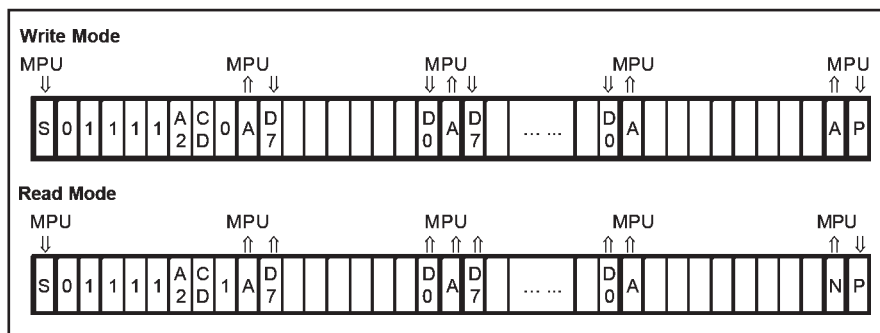 Write Mode
MPU MPU MPU MPU MPU
⇓ ⇑ ⇓ ⇓ ⇑ ⇓ ⇓ ⇑ ⇑ ⇓
S 0 1 1 1 1 A2 CD 0 A D7 D0 A D7 ... ... D0 A A P
Read Mode
MPU MPU MPU MPU MPU
⇓ ⇑ ⇑ ⇑ ⇑ ⇑ ⇑ ⇑ ⇑ ⇓
S 0 1 1 1 1 A2 CD 1 A D7 D0 A D7 ... ... D0 A N P